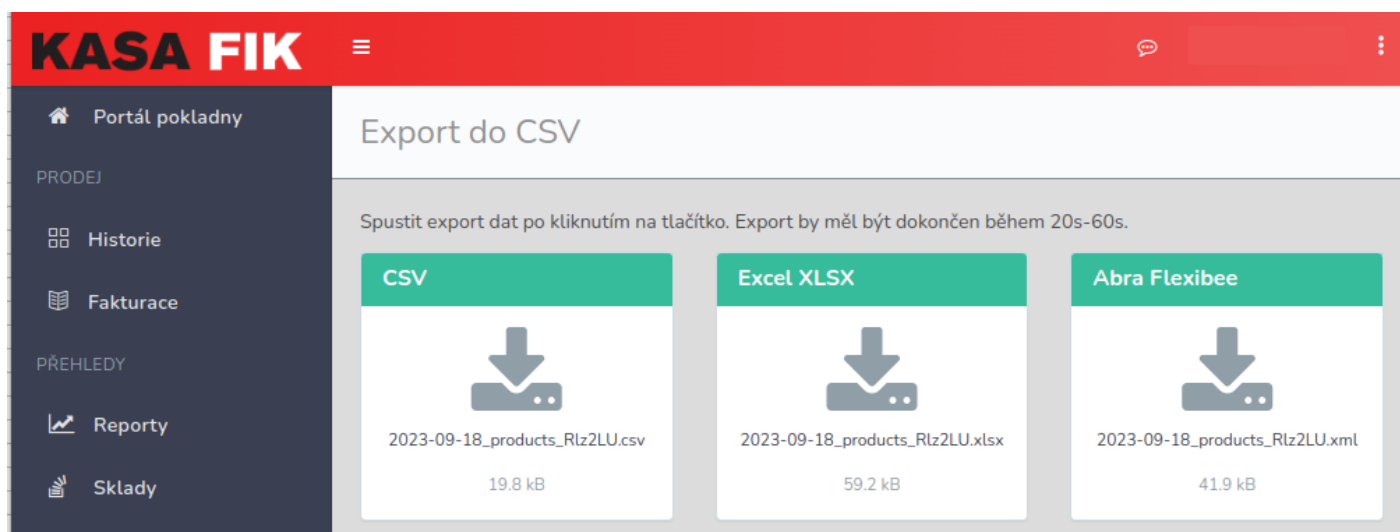 KASA FIK
Portál pokladny
PRODEJ
Historie
Fakturace
PŘEHLEDY
Reporty
Sklady
Export do CSV
Spustit export dat po kliknutím na tlačítko. Export by měl být dokončen během 20s-60s.
CSV
2023-09-18_products_Rlz2LU.csv
19.8 kB
Excel XLSX
2023-09-18_products_Rlz2LU.xlsx
59.2 kB
Abra Flexibee
2023-09-18_products_Rlz2LU.xml
41.9 kB